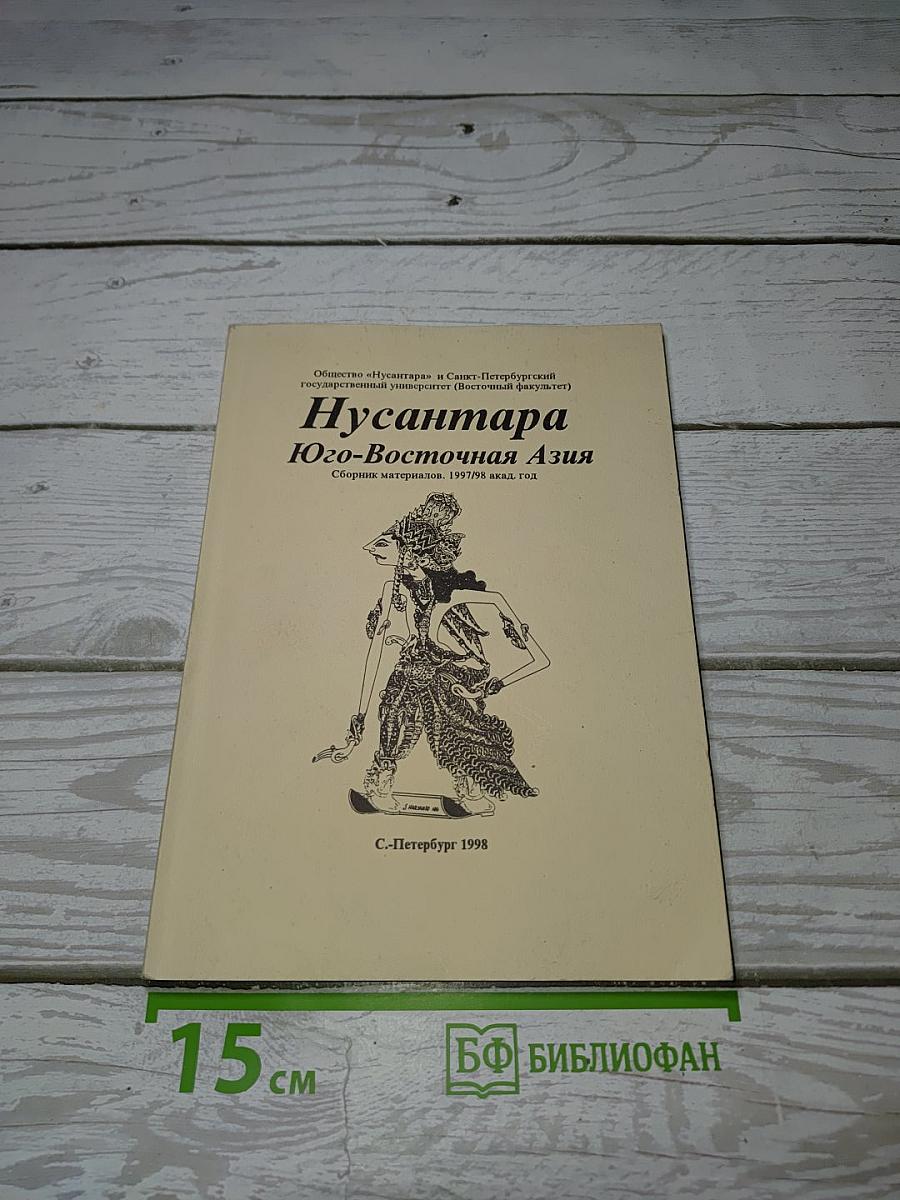 Общество «Нусантара» и Санкт-Петербургский
государственный университет (Восточный факультет)
Нусантара
Юго-Восточная Азия
Сборник материалов. 1997/98 акад. год
С.-Петербург 1998
15 см
БФ БИБЛИОФАН